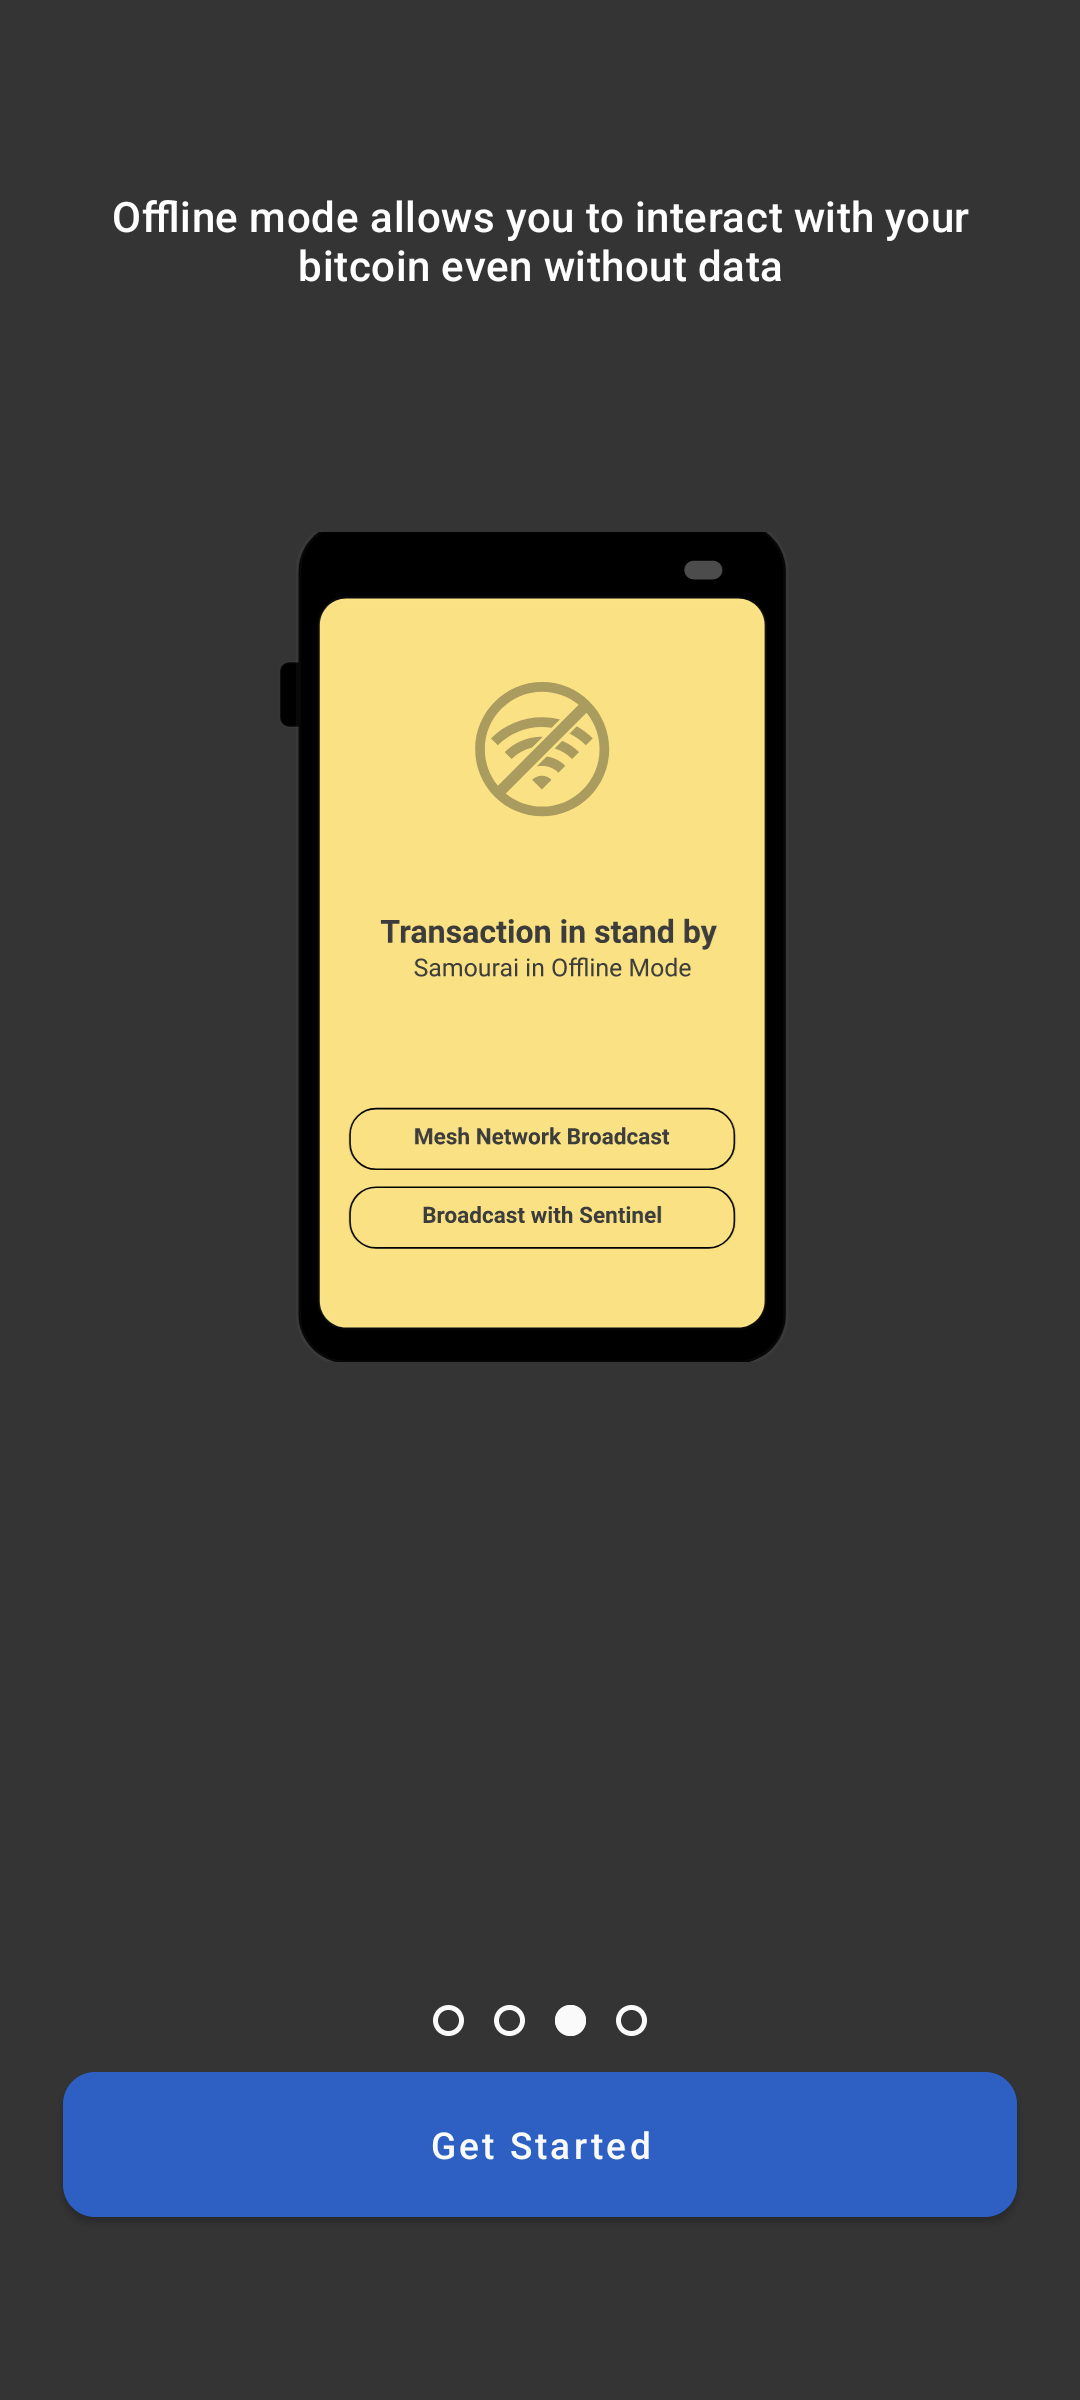 Offline mode allows you to interact with your
bitcoin even without data
Transaction in stand by
Samourai in Offline Mode
Mesh Network Broadcast
Broadcast with Sentinel
Get Started